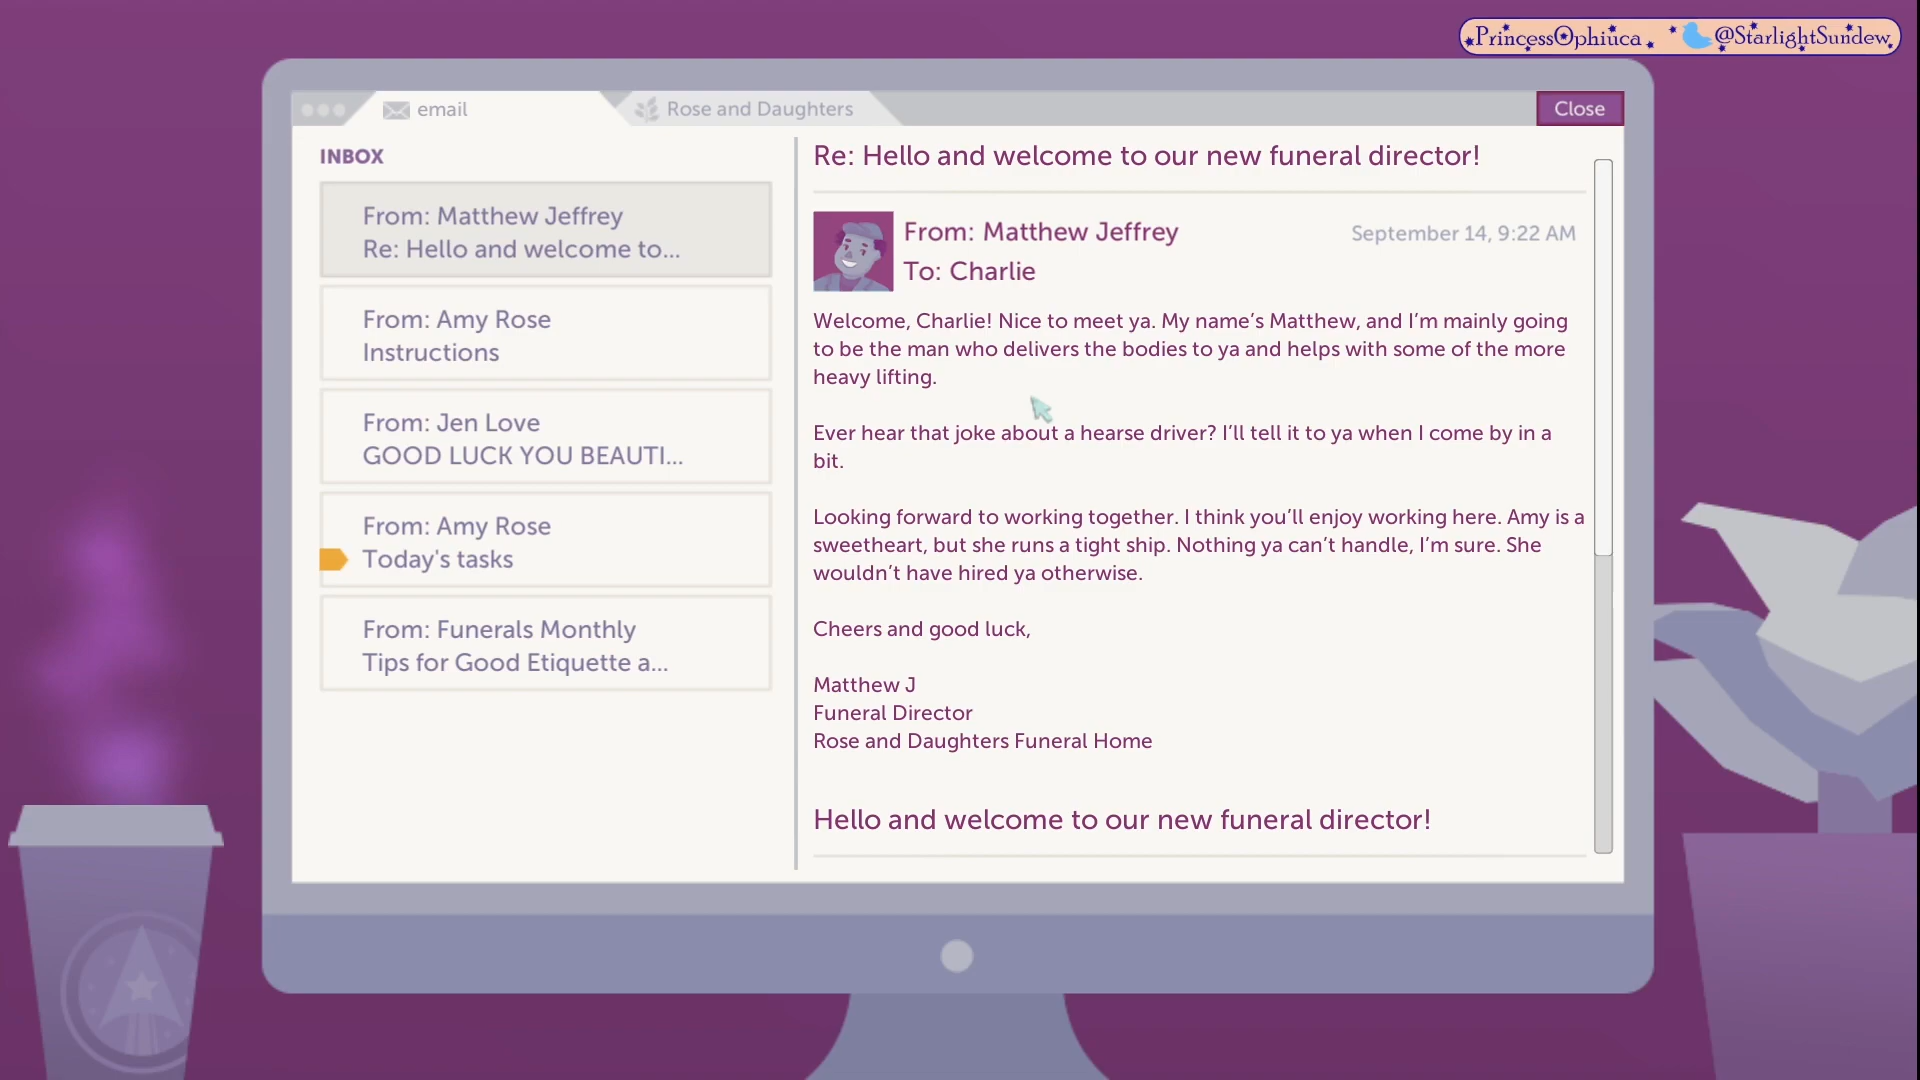 PrincessOphiuca @StarlightSundew
email
Rose and Daughters
Close
INBOX
From: Matthew Jeffrey
Re: Hello and welcome to...
From: Amy Rose
Instructions
From: Jen Love
GOOD LUCK YOU BEAUTI...
From: Amy Rose
Today's tasks
From: Funerals Monthly
Tips for Good Etiquette a...
Re: Hello and welcome to our new funeral director!
From: Matthew Jeffrey
September 14, 9:22 AM
To: Charlie
Welcome, Charlie! Nice to meet ya. My name’s Matthew, and I’m mainly going
to be the man who delivers the bodies to ya and helps with some of the more
heavy lifting.
Ever hear that joke about a hearse driver? I’ll tell it to ya when I come by in a
bit.
Looking forward to working together. I think you’ll enjoy working here. Amy is a
sweetheart, but she runs a tight ship. Nothing ya can’t handle, I’m sure. She
wouldn’t have hired ya otherwise.
Cheers and good luck,
Matthew J
Funeral Director
Rose and Daughters Funeral Home
Hello and welcome to our new funeral director!